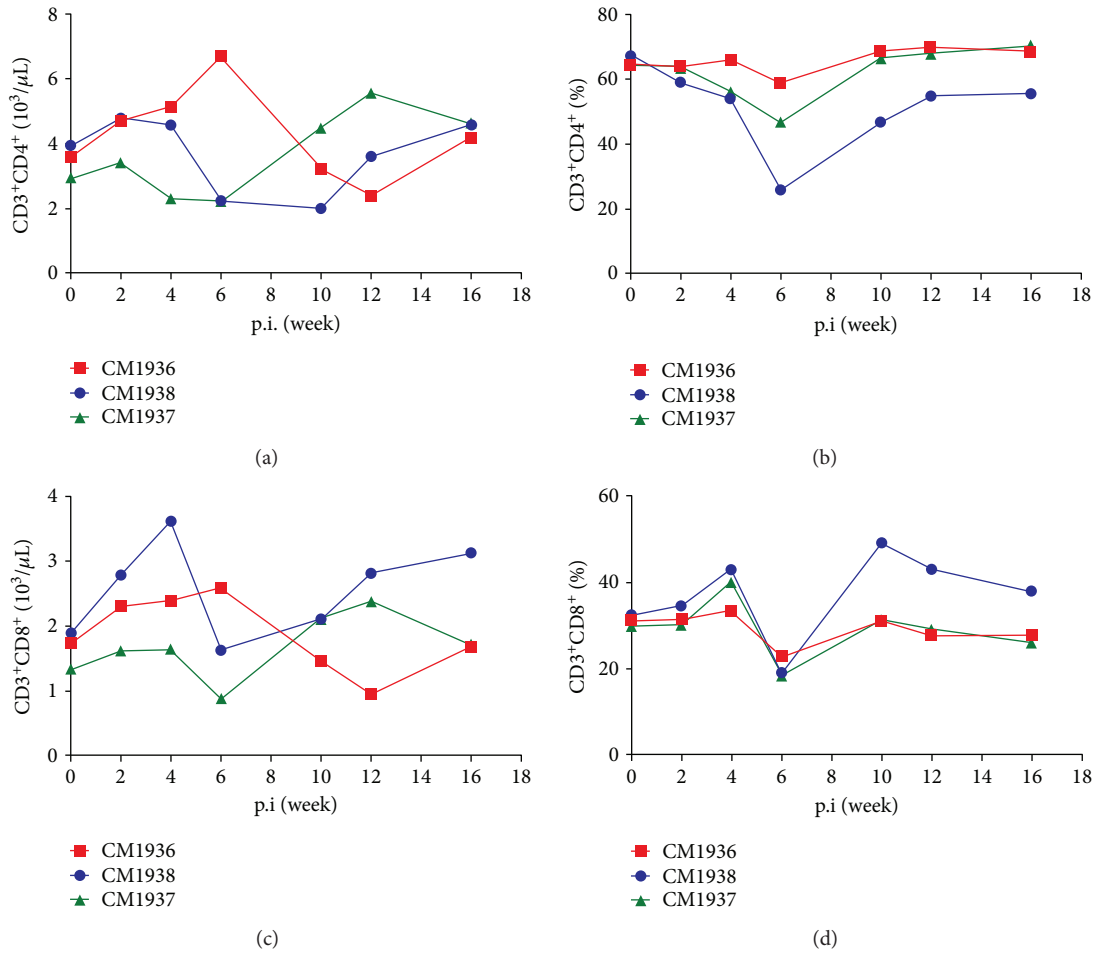 CD3⁺CD4⁺ (10³/μL)
8
6
4
2
0
0 2 4 6 8 10 12 14 16 18
p.i. (week)
CM1936
CM1938
CM1937
(a)
CD3⁺CD4⁺ (%)
80
60
40
20
0
0 2 4 6 8 10 12 14 16 18
p.i (week)
CM1936
CM1938
CM1937
(b)
CD3⁺CD8⁺ (10³/μL)
4
3
2
1
0
0 2 4 6 8 10 12 14 16 18
p.i (week)
CM1936
CM1938
CM1937
(c)
CD3⁺CD8⁺ (%)
60
40
20
0
0 2 4 6 8 10 12 14 16 18
p.i (week)
CM1936
CM1938
CM1937
(d)